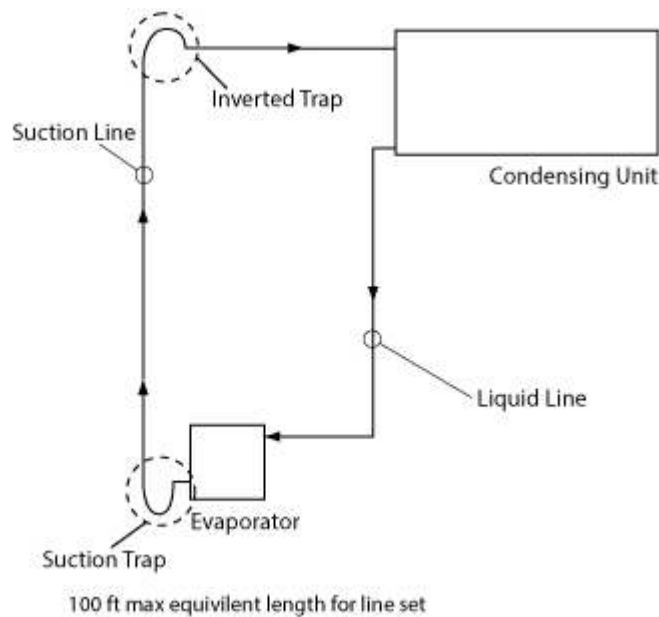 Inverted Trap
Suction Line
Condensing Unit
Liquid Line
Evaporator
Suction Trap
100 ft max equivilent length for line set